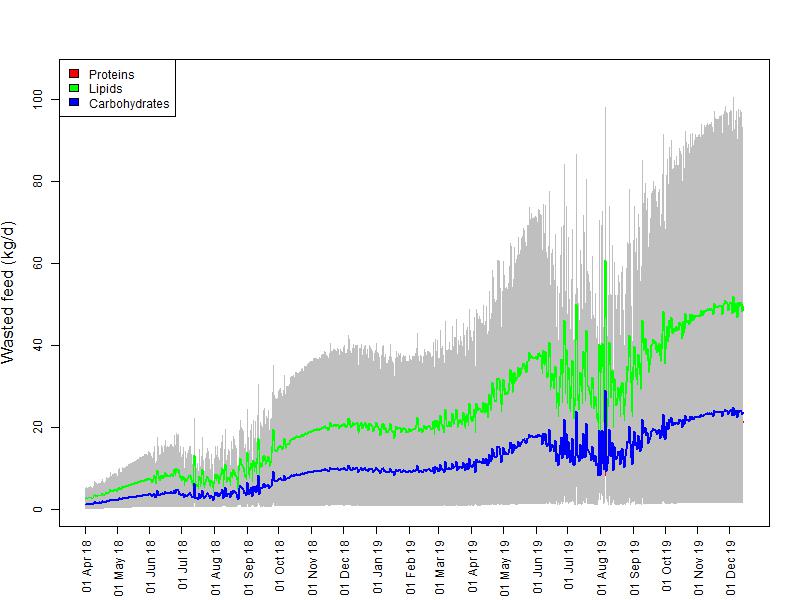 Proteins
Lipids
Carbohydrates
Wasted feed (kg/d)
100
80
60
40
20
0
01 Apr 18
01 May 18
01 Jun 18
01 Jul 18
01 Aug 18
01 Sep 18
01 Oct 18
01 Nov 18
01 Dec 18
01 Jan 19
01 Feb 19
01 Mar 19
01 Apr 19
01 May 19
01 Jun 19
01 Jul 19
01 Aug 19
01 Sep 19
01 Oct 19
01 Nov 19
01 Dec 19